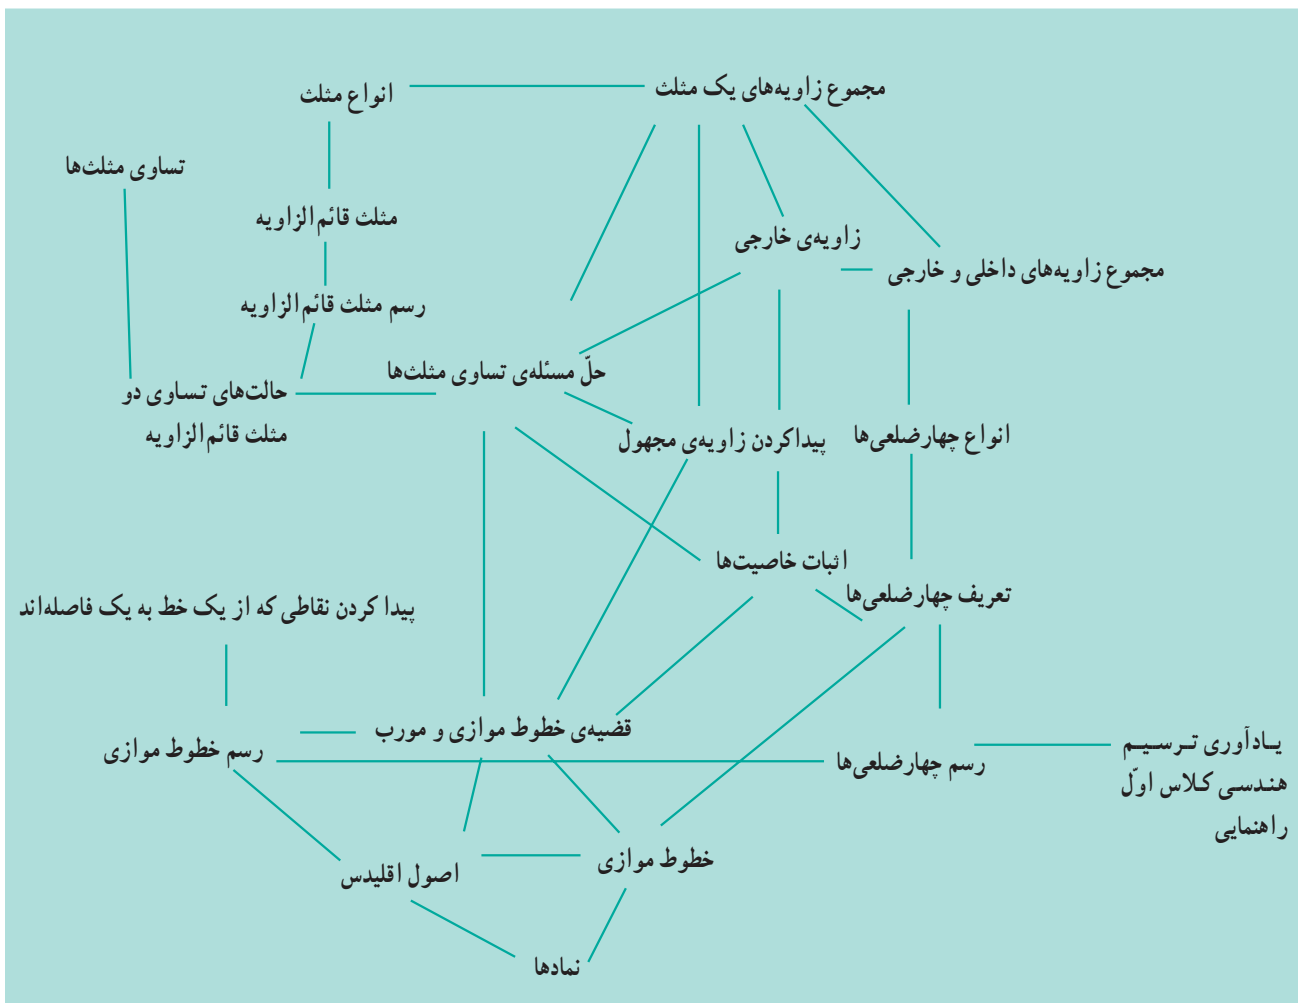 مجموع زاویه‌های یک مثلث
انواع مثلث
تساوی مثلث‌ها
مثلث قائم‌الزاویه
زاویه‌ی خارجی
مجموع زاویه‌های داخلی و خارجی
رسم مثلث قائم‌الزاویه
حلّ مسئله‌ی تساوی مثلث‌ها
حالت‌های تساوی دو
مثلث قائم‌الزاویه
انواع چهارضلعی‌ها
پیداکردن زاویه‌ی مجهول
اثبات خاصیت‌ها
تعریف چهارضلعی‌ها
پیدا کردن نقاطی که از یک خط به یک فاصله‌اند
قضیه‌ی خطوط موازی و مورب
رسم خطوط موازی
یـادآوری تـرسـیـم
هندسی کـلاس اوّل
راهنمایی
رسم چهارضلعی‌ها
خطوط موازی
اصول اقلیدس
نمادها